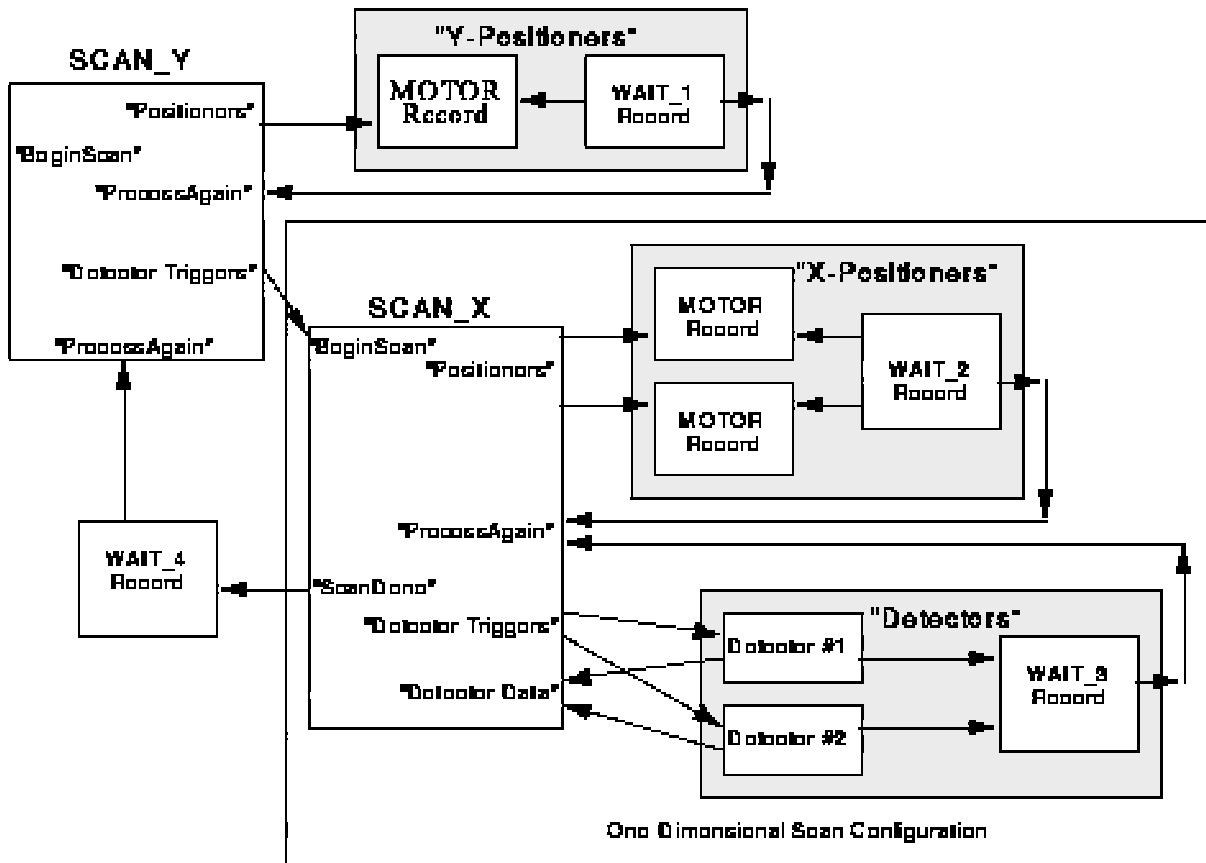 "Y-Positioners"
SCAN_Y
MOTOR
Record
WAIT_1
Record
"Positioners"
"BeginScan"
"ProcessAgain"
"Detector Triggers"
"ProcessAgain"
"X-Positioners"
SCAN_X
MOTOR
Record
"BeginScan"
"Positioners"
WAIT_2
Record
MOTOR
Record
"ProcessAgain"
WAIT_4
Record
"ScanDone"
"Detectors"
"Detector Triggers"
Detector #1
WAIT_3
Record
"Detector Data"
Detector #2
One Dimensional Scan Configuration